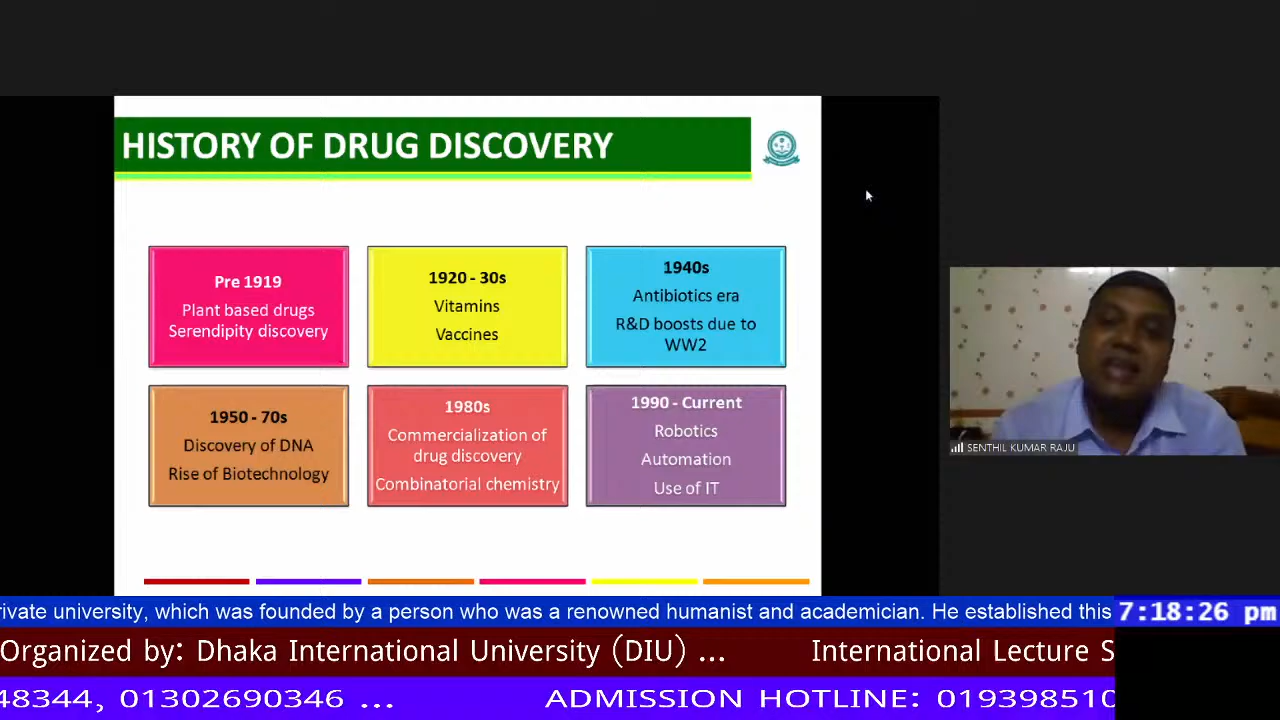 HISTORY OF DRUG DISCOVERY
Pre 1919
Plant based drugs
Serendipity discovery
1920 - 30s
Vitamins
Vaccines
1940s
Antibiotics era
R&D boosts due to
WW2
1950 - 70s
Discovery of DNA
Rise of Biotechnology
1980s
Commercialization of
drug discovery
Combinatorial chemistry
1990 - Current
Robotics
Automation
Use of IT
SENTHIL KUMAR RAJU
rivate university, which was founded by a person who was a renowned humanist and academician. He established this
7:18:26 pm
Organized by: Dhaka International University (DIU) ... International Lecture S
48344, 01302690346 ... ADMISSION HOTLINE: 019398510